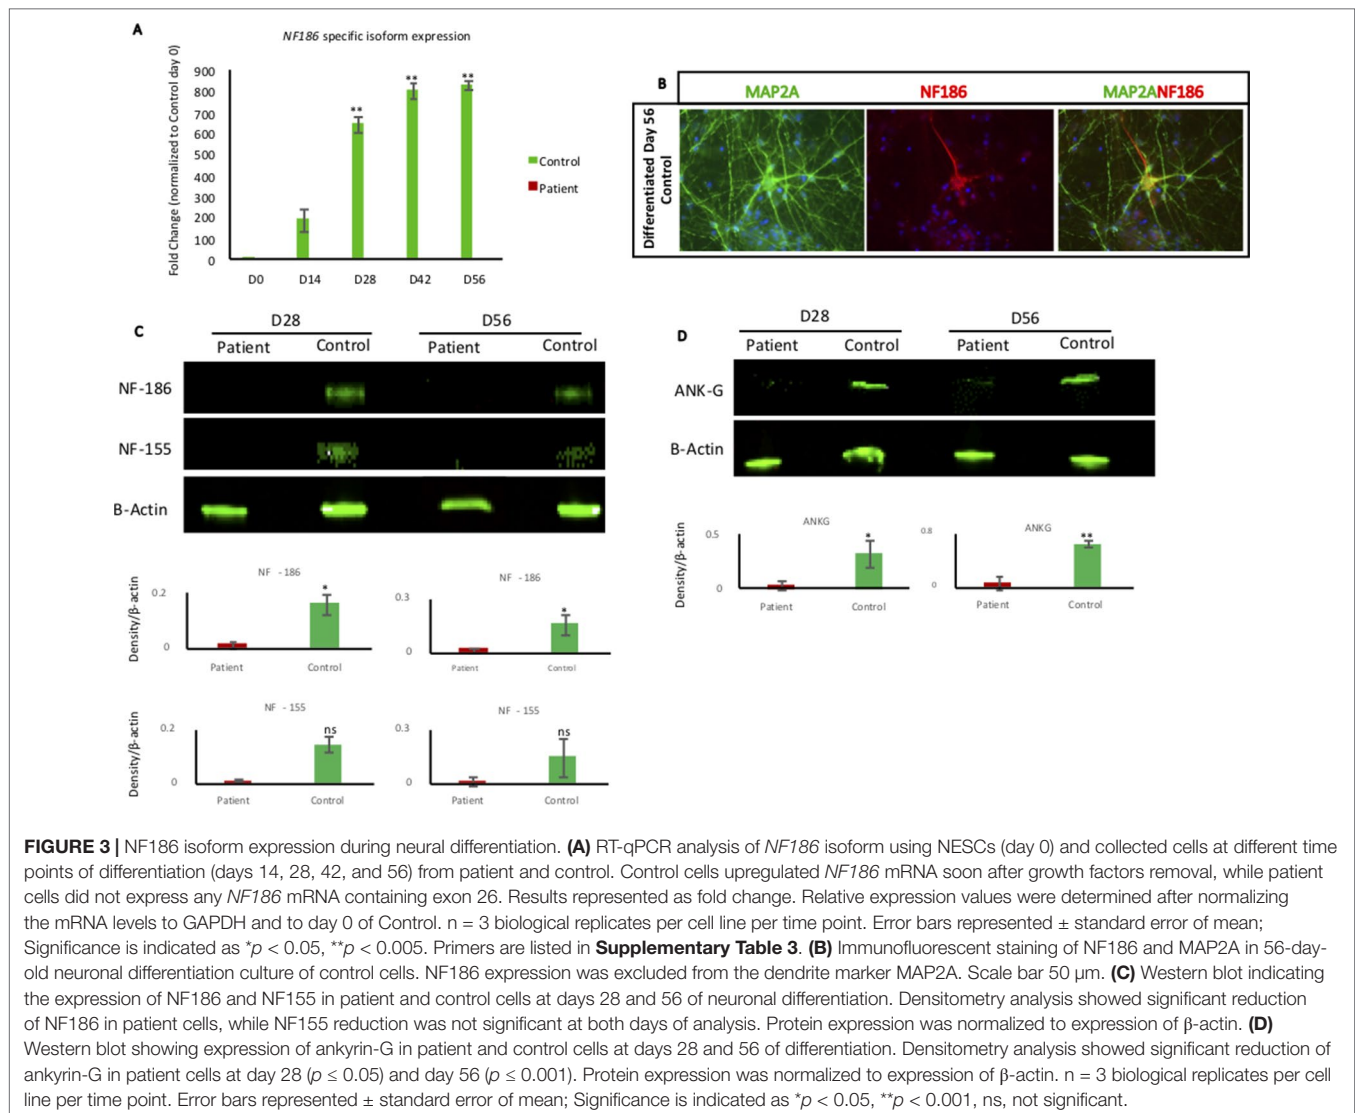 A
NF186 specific isoform expression
Fold Change (normalized to Control day 0)
900
800
700
600
500
400
300
200
100
0
**
**
**
D0 D14 D28 D42 D56
Control
Patient
B
MAP2A NF186 MAP2ANF186
Differentiated Day 56
Control
C
D28 D56
Patient Control Patient Control
NF-186
NF-155
B-Actin
Density/β-actin
NF - 186
0.2
0
*
Patient Control
NF - 186
0.3
0
*
Patient Control
Density/β-actin
NF - 155
0.2
0
ns
Patient Control
NF - 155
0.3
0
ns
Patient Control
D
D28 D56
Patient Control Patient Control
ANK-G
B-Actin
Density/β-actin
ANKG
0.5
0
*
Patient Control
ANKG
0.8
0
**
Patient Control
FIGURE 3 | NF186 isoform expression during neural differentiation. (A) RT-qPCR analysis of NF186 isoform using NESCs (day 0) and collected cells at different time
points of differentiation (days 14, 28, 42, and 56) from patient and control. Control cells upregulated NF186 mRNA soon after growth factors removal, while patient
cells did not express any NF186 mRNA containing exon 26. Results represented as fold change. Relative expression values were determined after normalizing
the mRNA levels to GAPDH and to day 0 of Control. n = 3 biological replicates per cell line per time point. Error bars represented ± standard error of mean;
Significance is indicated as *p < 0.05, **p < 0.005. Primers are listed in Supplementary Table 3. (B) Immunofluorescent staining of NF186 and MAP2A in 56-day-
old neuronal differentiation culture of control cells. NF186 expression was excluded from the dendrite marker MAP2A. Scale bar 50 μm. (C) Western blot indicating
the expression of NF186 and NF155 in patient and control cells at days 28 and 56 of neuronal differentiation. Densitometry analysis showed significant reduction
of NF186 in patient cells, while NF155 reduction was not significant at both days of analysis. Protein expression was normalized to expression of β-actin. (D)
Western blot showing expression of ankyrin-G in patient and control cells at days 28 and 56 of differentiation. Densitometry analysis showed significant reduction of
ankyrin-G in patient cells at day 28 (p ≤ 0.05) and day 56 (p ≤ 0.001). Protein expression was normalized to expression of β-actin. n = 3 biological replicates per cell
line per time point. Error bars represented ± standard error of mean; Significance is indicated as *p < 0.05, **p < 0.001, ns, not significant.